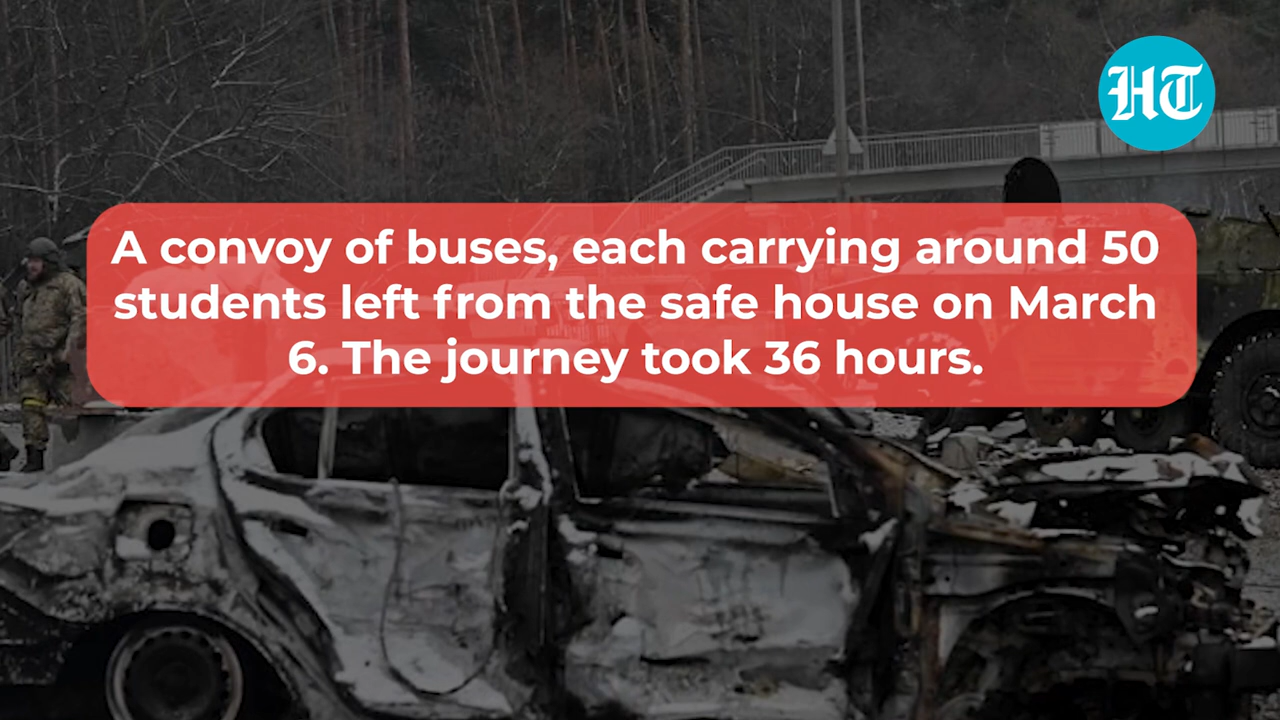 HT
A convoy of buses, each carrying around 50
students left from the safe house on March
6. The journey took 36 hours.